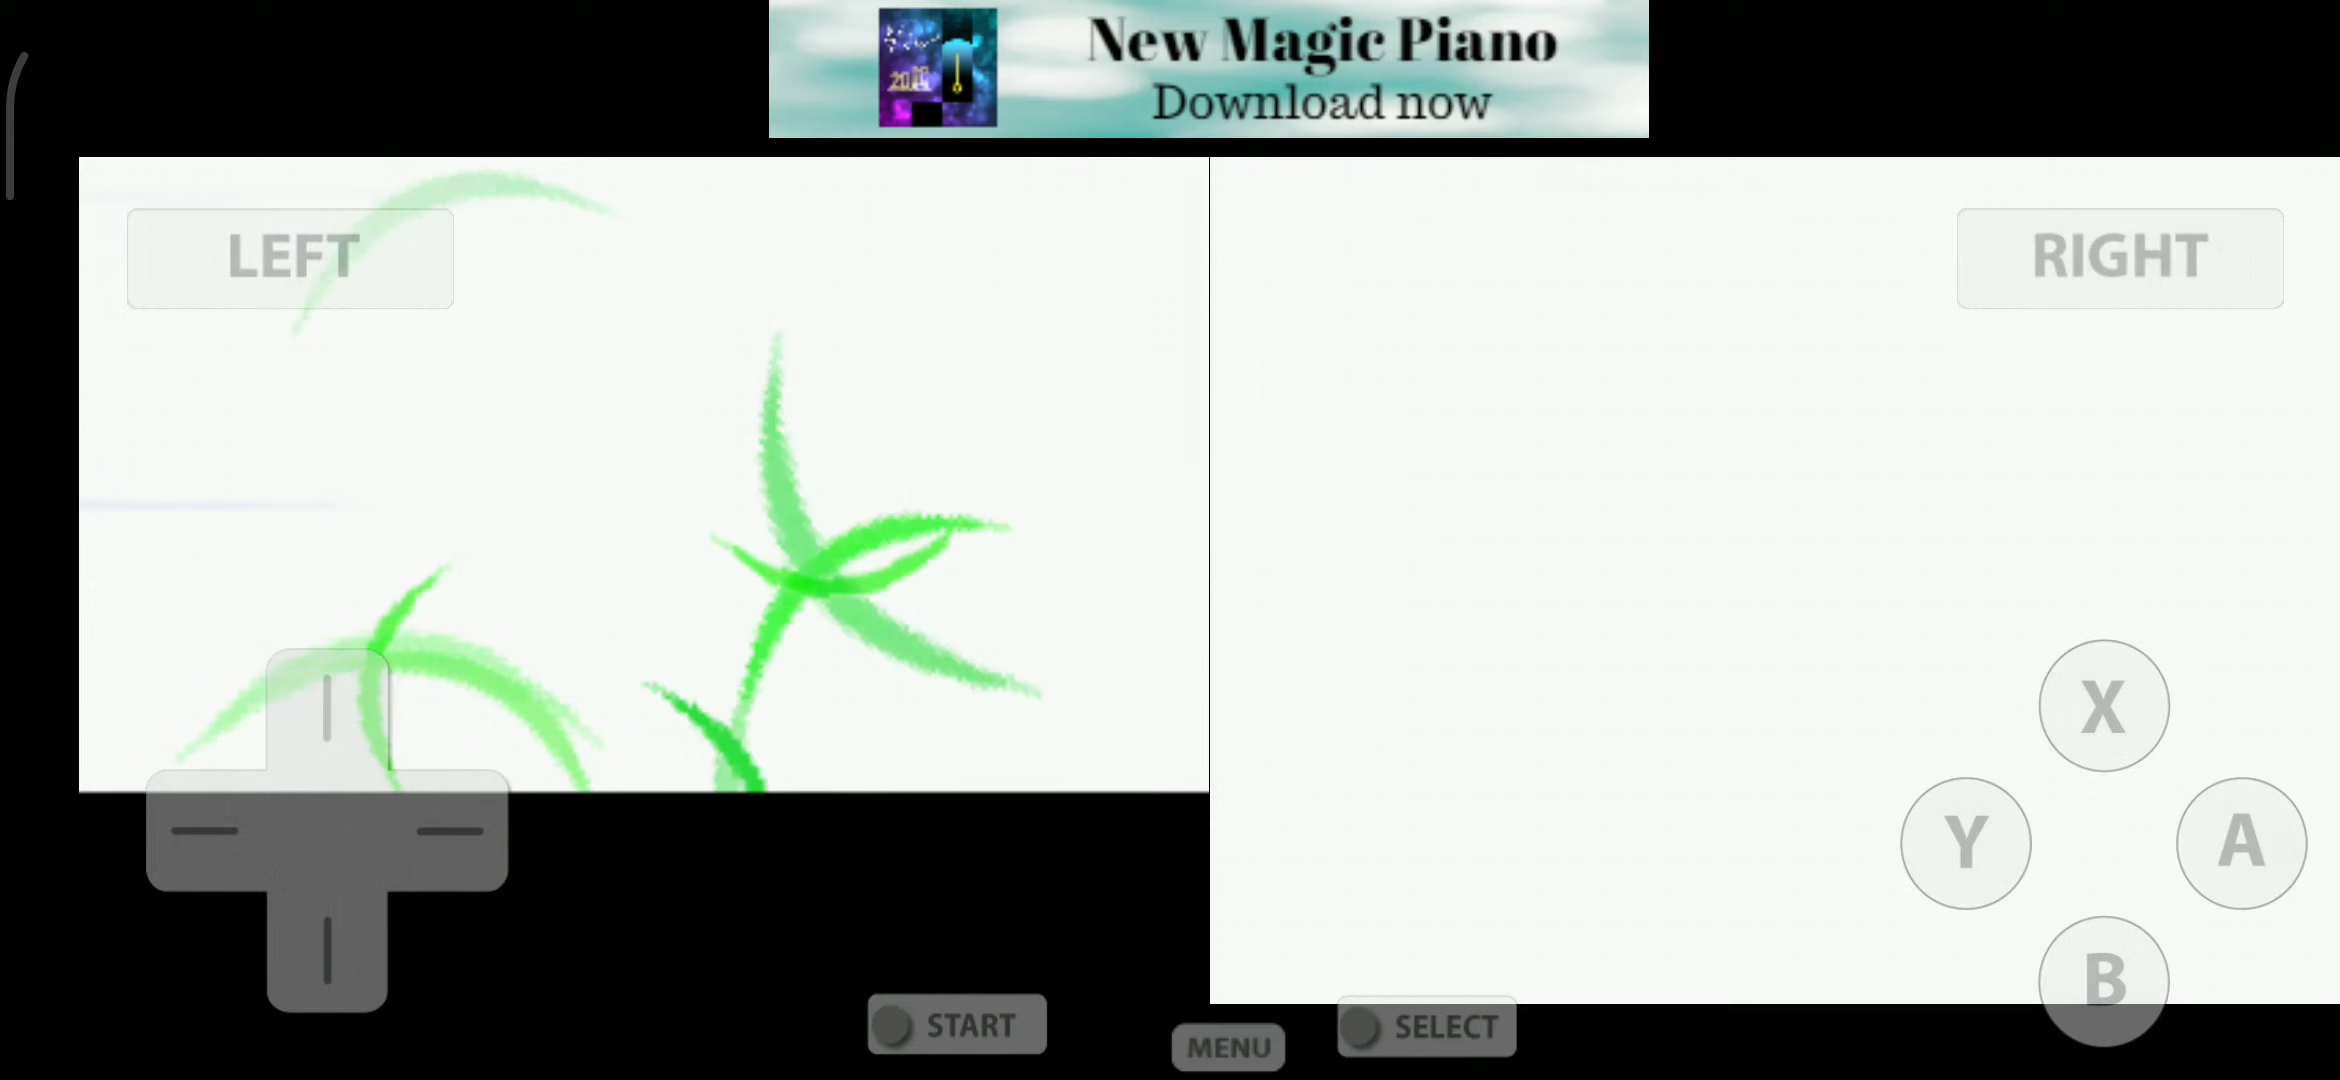 New Magic Piano
Download now
LEFT
RIGHT
X
Y
A
B
START
SELECT
MENU